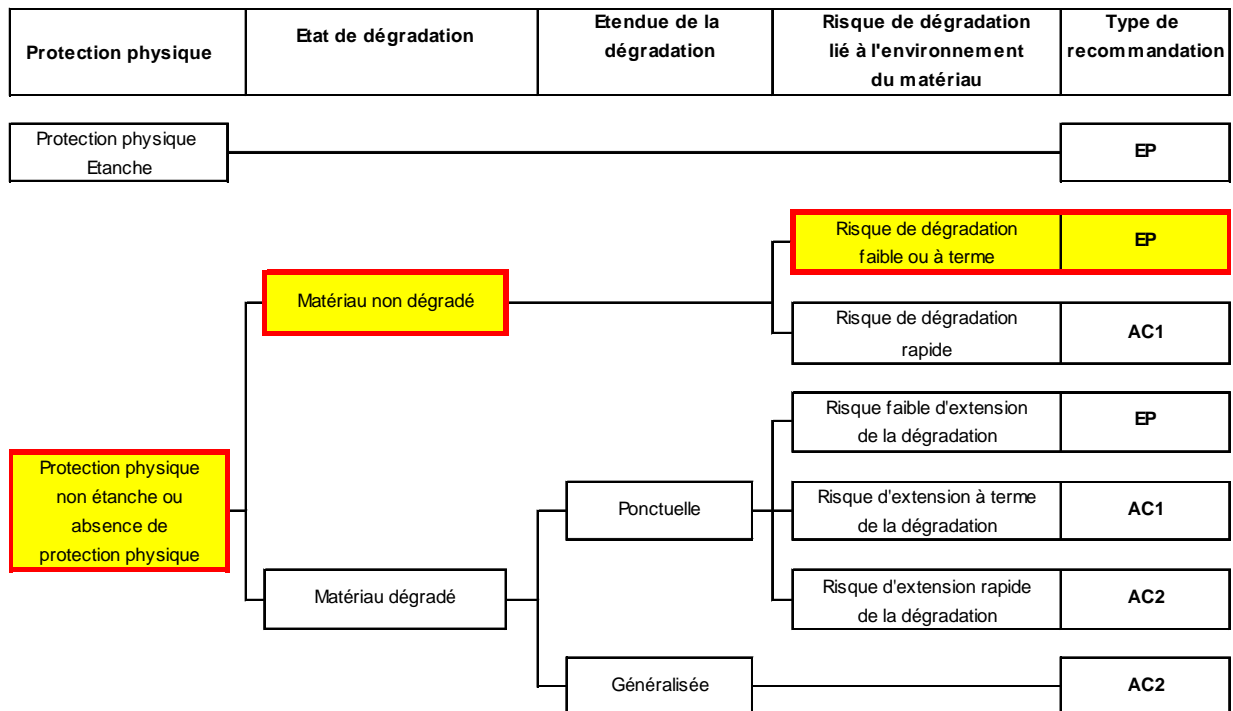 Protection physique
Etat de dégradation
Etendue de la
dégradation
Risque de dégradation
lié à l'environnement
du matériau
Type de
recommandation
Protection physique
Etanche
EP
Risque de dégradation
faible ou à terme
EP
Matériau non dégradé
Risque de dégradation
rapide
AC1
Risque faible d'extension
de la dégradation
EP
Protection physique
non étanche ou
absence de
protection physique
Ponctuelle
Risque d'extension à terme
de la dégradation
AC1
Matériau dégradé
Risque d'extension rapide
de la dégradation
AC2
Généralisée
AC2